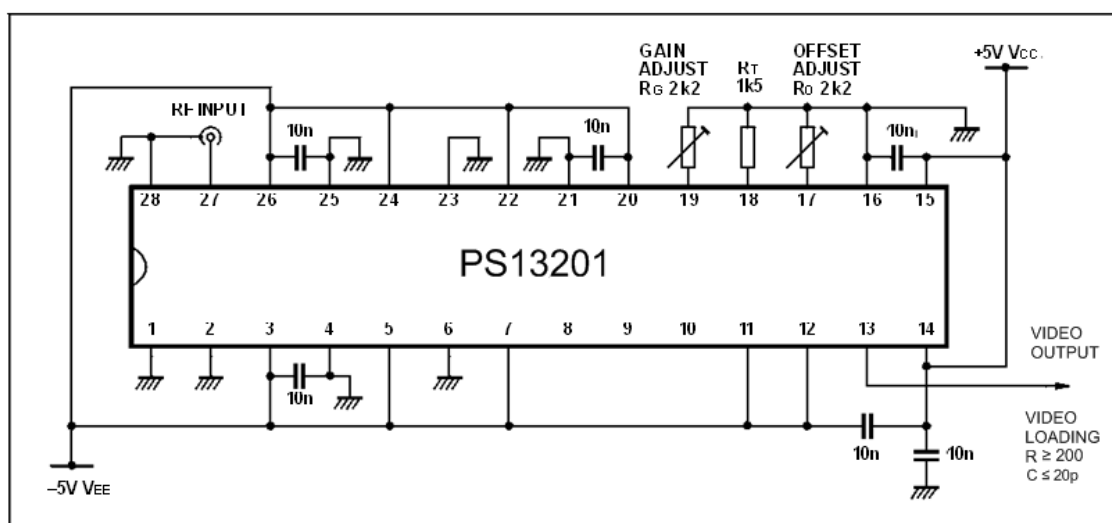 GAIN
ADJUST
RG 2k2
RT
1k5
OFFSET
ADJUST
RO 2k2
+5V VCC.
RF INPUT
10n
10n
10n
28 27 26 25 24 23 22 21 20 19 18 17 16 15
PS13201
1 2 3 4 5 6 7 8 9 10 11 12 13 14
VIDEO
OUTPUT
10n
10n
10n
VIDEO
LOADING
R ≥ 200
C ≤ 20p
–5V VEE